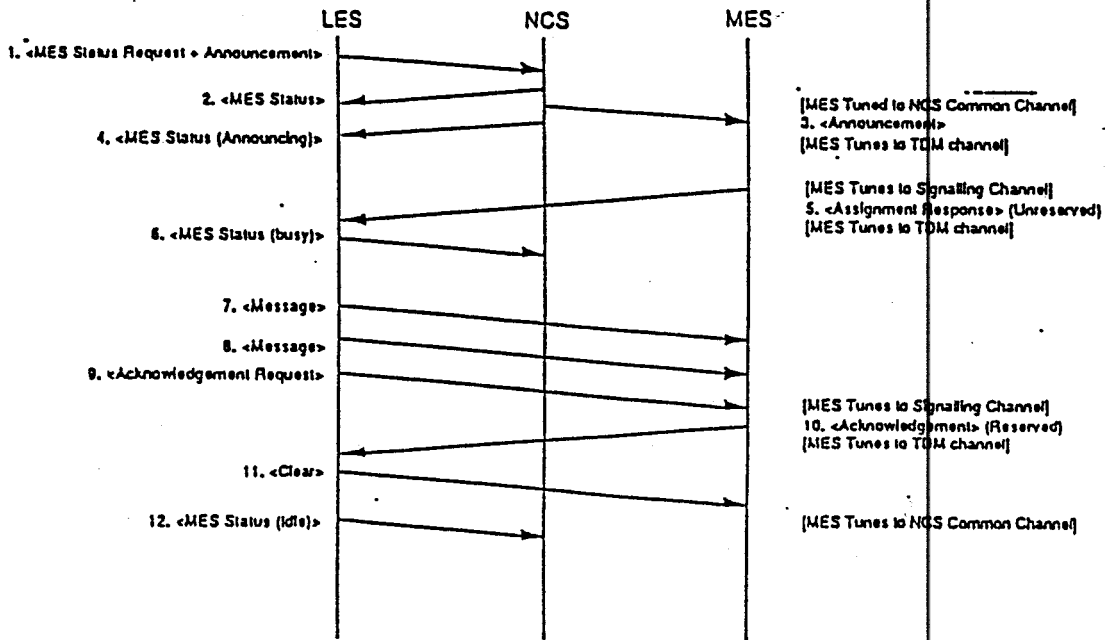 LES NCS MES
1. <MES Status Request + Announcement>
2. <MES Status>
[MES Tuned to NCS Common Channel]
3. <Announcement>
4. <MES Status (Announcing)>
[MES Tunes to TDM channel]
[MES Tunes to Signalling Channel]
5. <Assignment Response> (Unreserved)
6. <MES Status (busy)>
[MES Tunes to TDM channel]
7. <Message>
8. <Message>
9. <Acknowledgement Request>
[MES Tunes to Signalling Channel]
10. <Acknowledgement> (Reserved)
[MES Tunes to TDM channel]
11. <Clear>
12. <MES Status (Idle)>
[MES Tunes to NCS Common Channel]